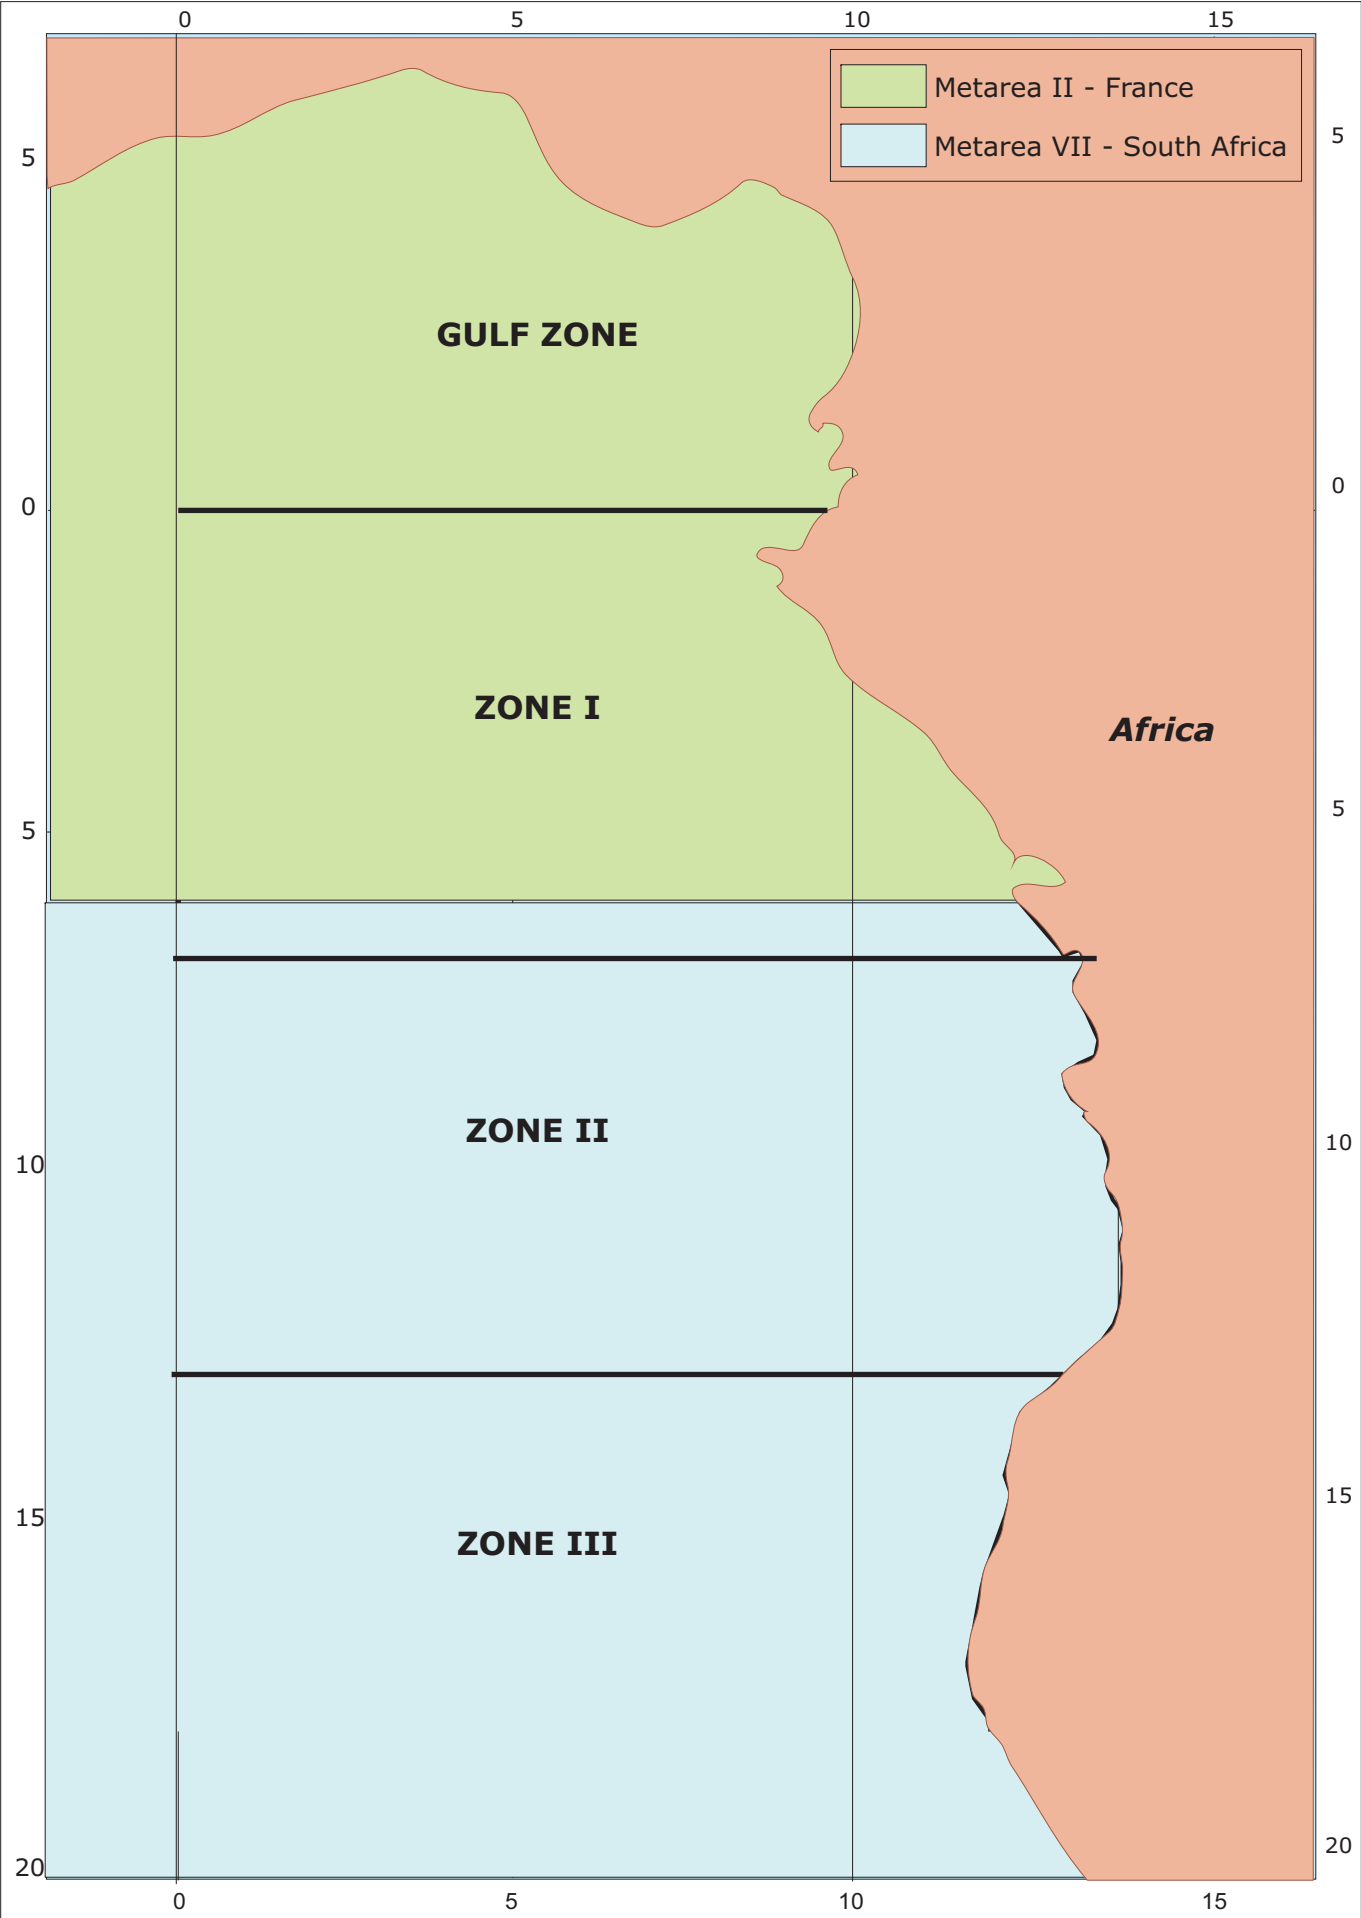 0 5 10 15
Metarea II - France
Metarea VII - South Africa
5 5
GULF ZONE
0 0
ZONE I
Africa
5 5
ZONE II
10 10
15 15
ZONE III
20 20
0 5 10 15